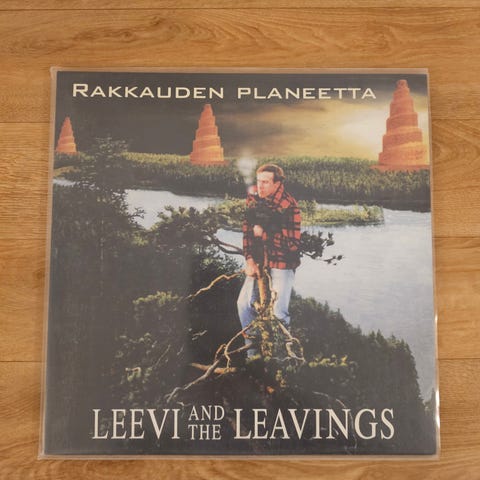 Rakkauden planeetta
LEEVI AND THE LEAVINGS